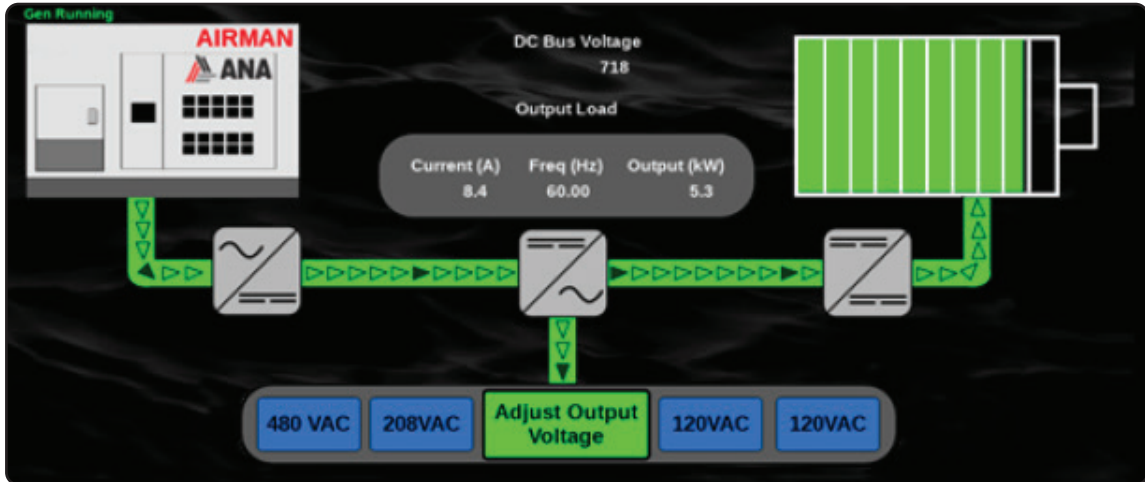 Gen Running
AIRMAN
ANA
DC Bus Voltage
718
Output Load
Current (A) Freq (Hz) Output (kW)
8.4 60.00 5.3
480 VAC 208VAC Adjust Output Voltage 120VAC 120VAC